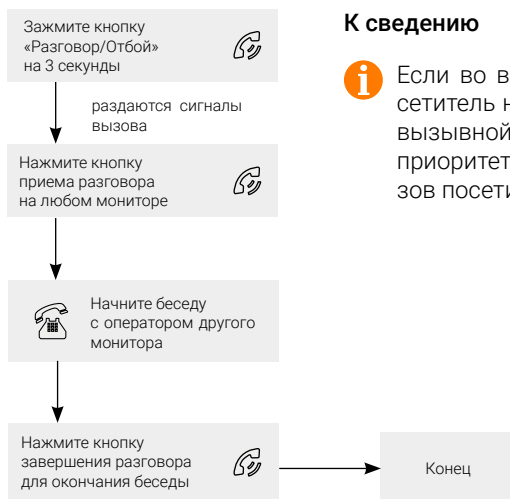 Зажмите кнопку
«Разговор/Отбой»
на 3 секунды
раздаются сигналы
вызова
Нажмите кнопку
приема разговора
на любом мониторе
Начните беседу
с оператором другого
монитора
Нажмите кнопку
завершения разговора
для окончания беседы
Конец
К сведению
Если во в
сетитель н
вызывной
приоритет
зов посети